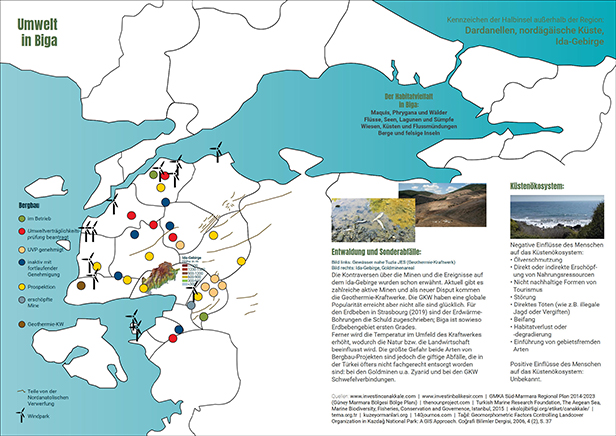 Umwelt
in Biga
Kennzeichen der Halbinsel außerhalb der Region:
Dardanellen, nordägäische Küste,
Ida-Gebirge
Der Habitatvielfalt
in Biga:
Maquis, Phrygana und Wälder
Flüsse, Seen, Lagunen und Sümpfe
Wiesen, Küsten und Flussmündungen
Berge und felsige Inseln
Bergbau:
im Betrieb
Umweltverträglichkeits
prüfung beantragt
UVP genehmigt
inaktiv mit
fortlaufender
Genehmigung
Prospektion
erschöpfte
Mine
Geothermie-KW
Teile von der
Nordanatolischen
Verwerfung
Windpark
Ida-Gebirge
Entwaldung und Sonderabfälle:
Bild links: Gewässer nahe Tuzla JES (Geothermie-Kraftwerk)
Bild rechts: Ida-Gebirge, Goldminenareal
Die Kontraversen über die Minen und die Ereignisse auf
dem Ida-Gebirge wurden schon erwähnt. Aktuell gibt es
zahlreiche aktive Minen und als neuer Disput kommen
die Geothermie-Kraftwerke. Die GKW haben eine globale
Popularität erreicht aber nicht alle sind glücklich. Für
den Erdbeben in Strasbourg (2019) sind der Erdwärme-
Bohrungen die Schuld zugeschrieben; Biga ist sowieso
Erdbebengebiet ersten Grades.
Ferner wird die Temperatur im Umfeld des Kraftwerkes
erhöht, wodurch die Natur bzw. die Landwirtschaft
beeinflusst wird. Die größte Gefahr beide Arten von
Bergbau-Projekten sind jedoch die giftige Abfälle, die in
der Türkei öfters nicht fachgerecht entsorgt worden
sind: bei den Goldminen u.a. Zyanid und bei den GKW
Schwefelverbindungen.
Küstenökosystem:
Negative Einflüsse des Menschen
auf das Küstenökosystem:
• Ölverschmutzung
• Direkt oder indirekte Erschöpf-
ung von Nahrungsressourcen
• Nicht nachhaltige Formen von
Tourismus
• Störung
• Direktes Töten (wie z.B. illegale
Jagd oder Vergiften)
• Beifang
• Habitatverlust oder
-degradierung
• Einführung von gebietsfremden
Arten
Positive Einflüsse des Menschen
auf das Küstenökosystem:
Unbekannt.
Quellen: www.investincanakkale.com | www.investinbalikesir.com | GMKA Süd-Marmara Regional Plan 2014-2023
(Güney Marmara Bölgesi Bölge Planı) | thenounproject.com | Turkish Marine Research Foundation, The Aegean Sea,
Marine Biodiversity, Fisheries, Conservation and Governence, Istanbul, 2015 | ekolojibirligi.org/etiket/canakkale/ |
tema.org.tr | kuzeyormanlari.org | 140journos.com | Tağıl: Geomorphometric Factors Controlling Landcover
Organization in Kazdağ National Park: A GIS Approach. Coğrafi Bilimler Dergisi, 2006, 4 (2), S. 37